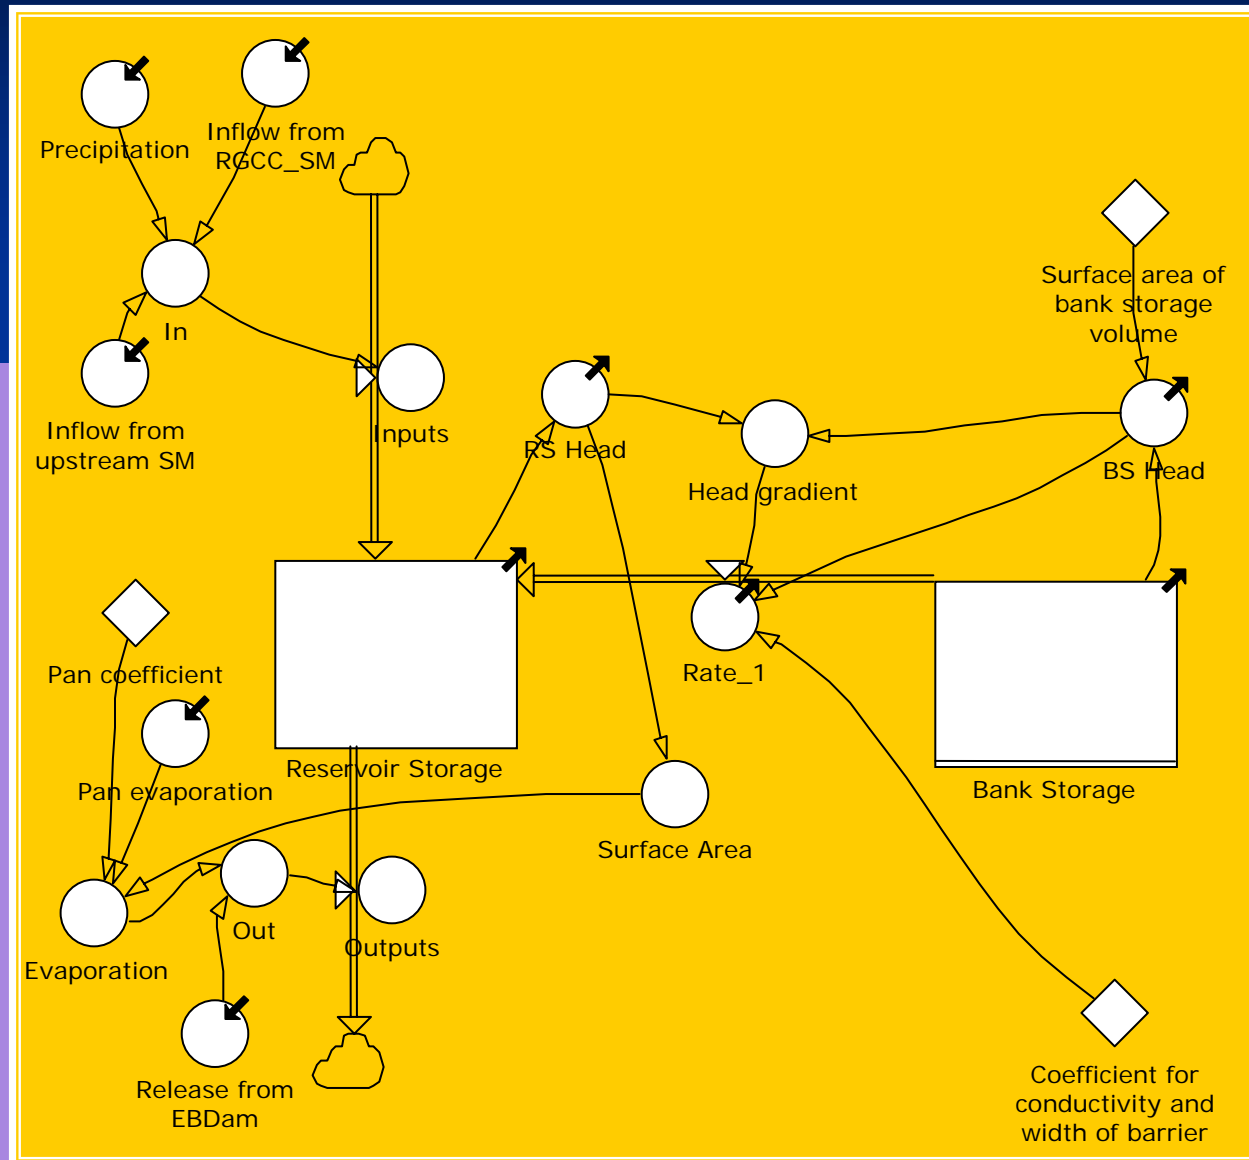 Precipitation
Inflow from
RGCC_SM
In
Inflow from
upstream SM
Inputs
RS Head
Head gradient
Surface area of
bank storage
volume
BS Head
Pan coefficient
Pan evaporation
Reservoir Storage
Rate_1
Bank Storage
Surface Area
Evaporation
Out
Outputs
Release from
EBDam
Coefficient for
conductivity and
width of barrier